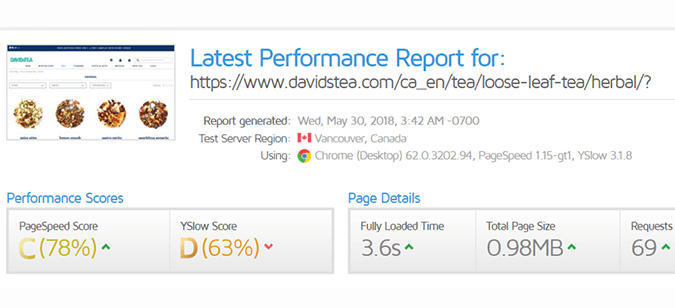 DAVIDsTEA
Latest Performance Report for:
https://www.davidstea.com/ca_en/tea/loose-leaf-tea/herbal/?
Report generated: Wed, May 30, 2018, 3:42 AM -0700
Test Server Region: Vancouver, Canada
Using: Chrome (Desktop) 62.0.3202.94, PageSpeed 1.15-gt1, YSlow 3.1.8
Performance Scores
Page Details
PageSpeed Score
YSlow Score
Fully Loaded Time
Total Page Size
Requests
C (78%)
D (63%)
3.6s
0.98MB
69